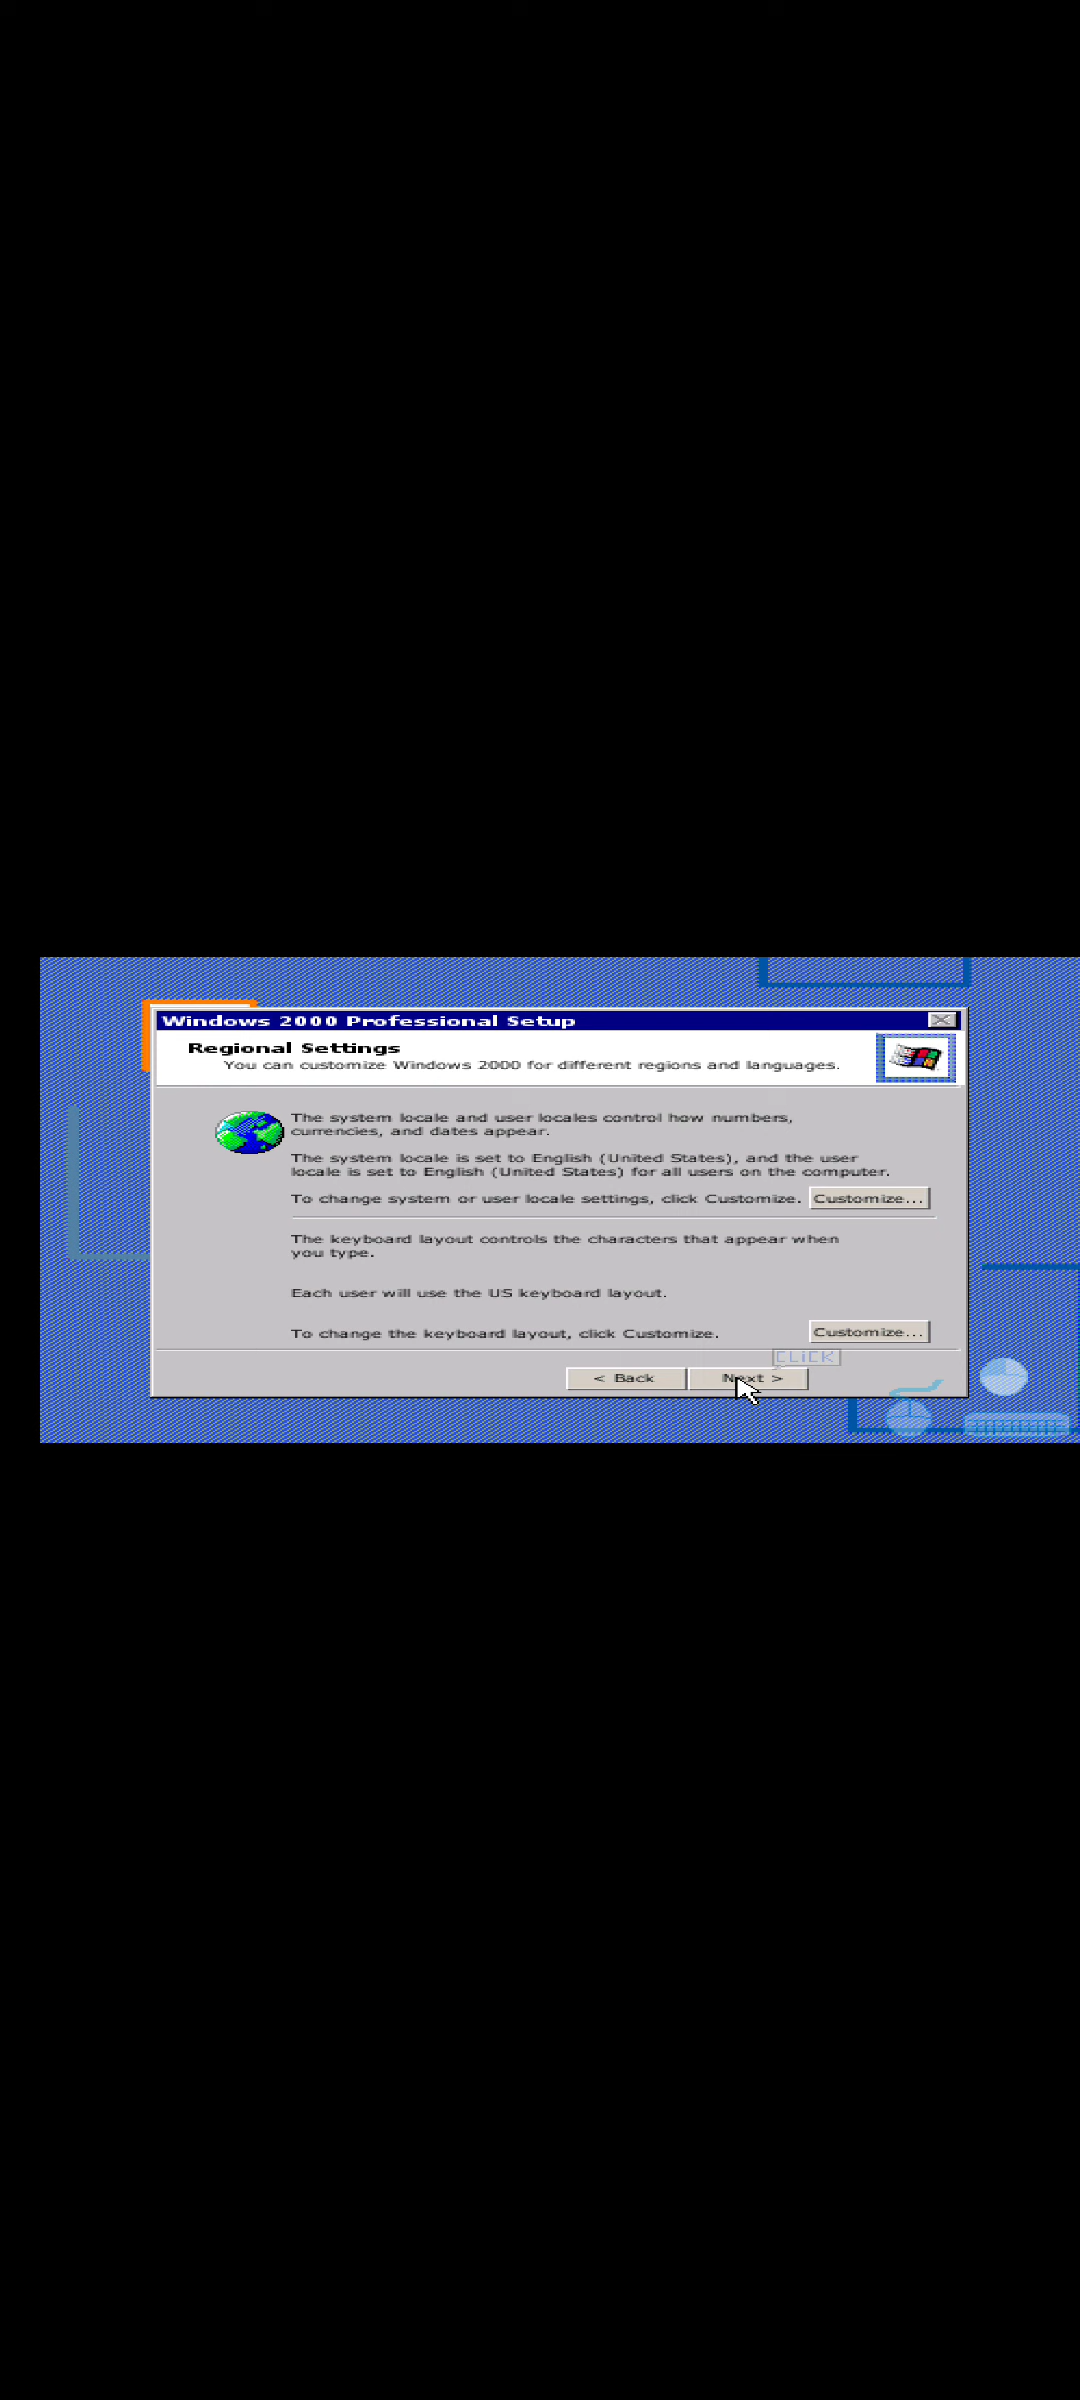 Windows 2000 Professional Setup
Regional Settings
You can customize Windows 2000 for different regions and languages.
The system locale and user locales control how numbers,
currencies, and dates appear.
The system locale is set to English (United States), and the user
locale is set to English (United States) for all users on the computer.
To change system or user locale settings, click Customize. Customize...
The keyboard layout controls the characters that appear when
you type.
Each user will use the US keyboard layout.
To change the keyboard layout, click Customize. Customize...
CLiCK
< Back Next >